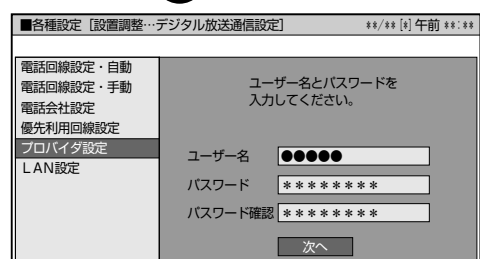 ■各種設定［設置調整…デジタル放送通信設定］ **/**[*]午前 **:**
電話回線設定・自動
電話回線設定・手動
電話会社設定
優先利用回線設定
プロバイダ設定
ＬＡＮ設定
ユーザー名とパスワードを
入力してください。
ユーザー名 ●●●●●
パスワード ＊＊＊＊＊＊＊＊
パスワード確認 ＊＊＊＊＊＊＊＊
次へ